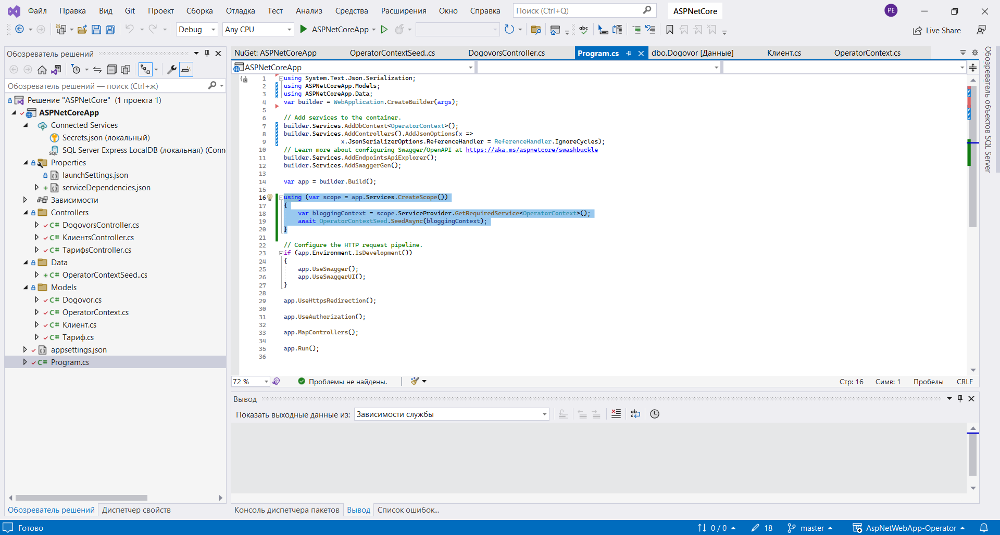 Файл Правка Вид Git Проект Сборка Отладка Тест Анализ Средства Расширения Окно Справка Поиск (Ctrl+Q) ASPNetCore PE
Debug Any CPU ASPNetCoreApp abc Live Share
Обозреватель решений
Обозреватель решений — поиск (Ctrl+ж)
Решение "ASPNetCore" (1 проекта 1)
ASPNetCoreApp
Connected Services
Secrets.json (локальный)
SQL Server Express LocalDB (локальная) (Conn
Properties
launchSettings.json
serviceDependencies.json
Зависимости
Controllers
C# DogovorsController.cs
C# КлиентsController.cs
C# ТарифsController.cs
Data
C# OperatorContextSeed..cs
Models
C# Dogovor.cs
C# OperatorContext.cs
C# Клиент.cs
C# Тариф.cs
appsettings.json
C# Program.cs
Обозреватель решений Диспетчер свойств
NuGet: ASPNetCoreApp OperatorContextSeed..cs DogovorsController.cs Program.cs dbo.Dogovor [Данные] Клиент.cs OperatorContext.cs
ASPNetCoreApp
1 using System.Text.Json.Serialization;
2 using ASPNetCoreApp.Models;
3 using ASPNetCoreApp.Data;
4 var builder = WebApplication.CreateBuilder(args);
5
6 // Add services to the container.
7 builder.Services.AddDbContext<OperatorContext>();
8 builder.Services.AddControllers().AddJsonOptions(x =>
9 x.JsonSerializerOptions.ReferenceHandler = ReferenceHandler.IgnoreCycles);
10 // Learn more about configuring Swagger/OpenAPI at https://aka.ms/aspnetcore/swashbuckle
11 builder.Services.AddEndpointsApiExplorer();
12 builder.Services.AddSwaggerGen();
13
14 var app = builder.Build();
15
16 using (var scope = app.Services.CreateScope())
17 {
18 var bloggingContext = scope.ServiceProvider.GetRequiredService<OperatorContext>();
19 await OperatorContextSeed.SeedAsync(bloggingContext);
20 }
21
22 // Configure the HTTP request pipeline.
23 if (app.Environment.IsDevelopment())
24 {
25 app.UseSwagger();
26 app.UseSwaggerUI();
27 }
28
29 app.UseHttpsRedirection();
30
31 app.UseAuthorization();
32
33 app.MapControllers();
34
35 app.Run();
36
72 % Проблемы не найдены. Стр: 16 Симв: 1 Пробелы CRLF
Вывод
Показать выходные данные из: Зависимости службы
Консоль диспетчера пакетов Вывод Список ошибок...
Обозреватель объектов SQL Server
Готово 0 / 0 18 master AspNetWebApp-Operator